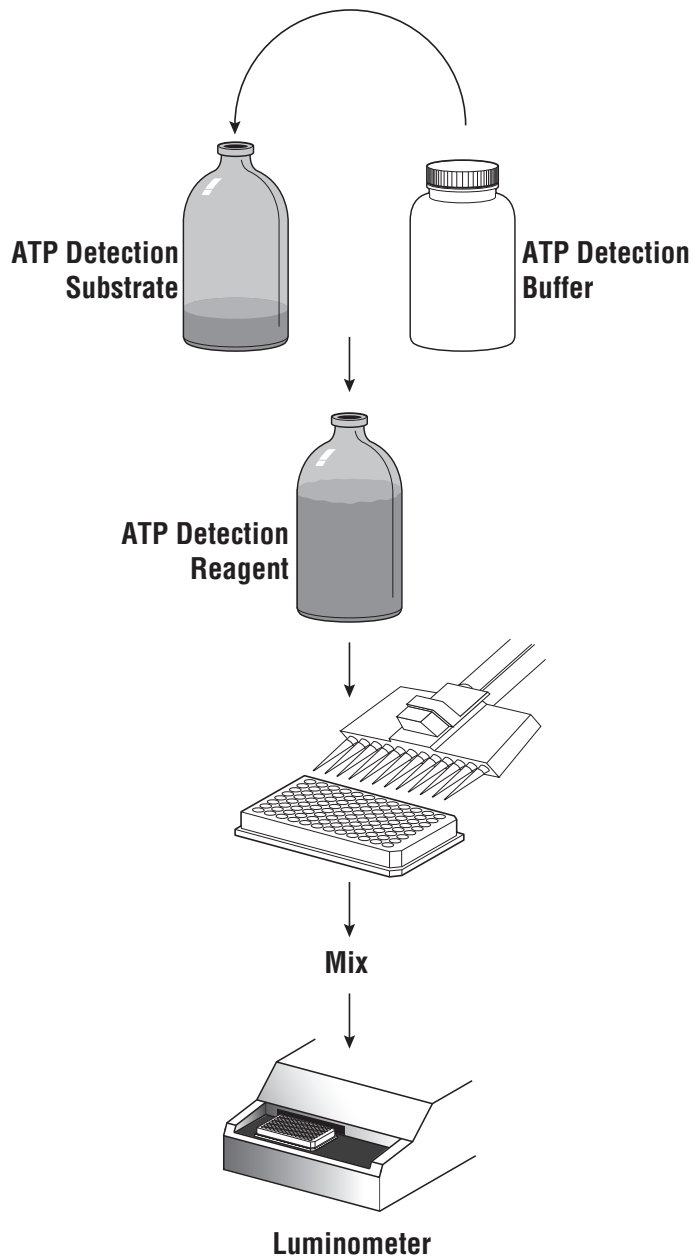 ATP Detection
Substrate
ATP Detection
Buffer
ATP Detection
Reagent
Mix
Luminometer